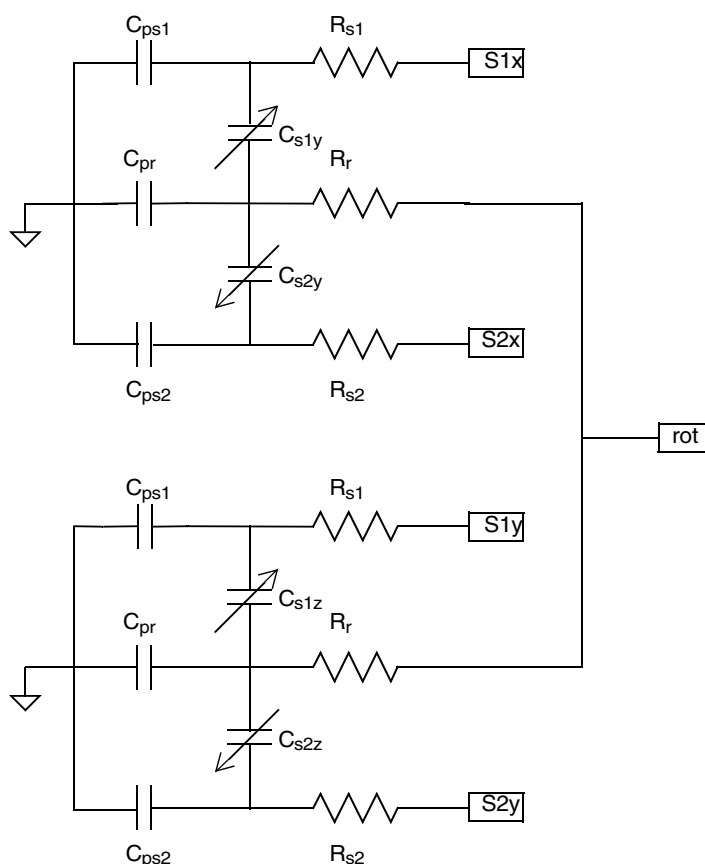 Cps1
Rs1
S1x
Cs1y
Cpr
Rr
Cs2y
S2x
Cps2
Rs2
rot
Cps1
Rs1
S1y
Cs1z
Cpr
Rr
Cs2z
S2y
Cps2
Rs2